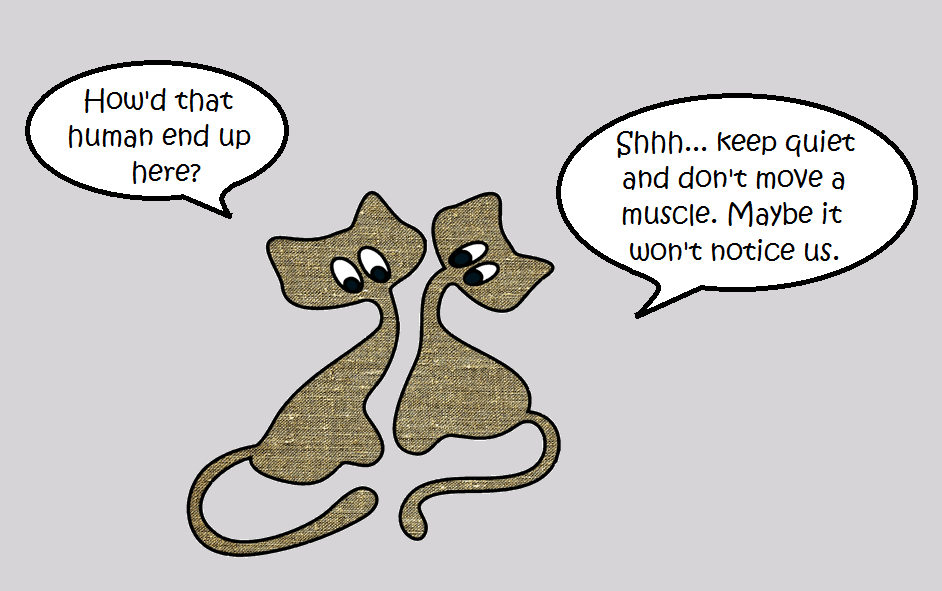 How'd that
human end up
here?
Shhh... keep quiet
and don't move a
muscle. Maybe it
won't notice us.